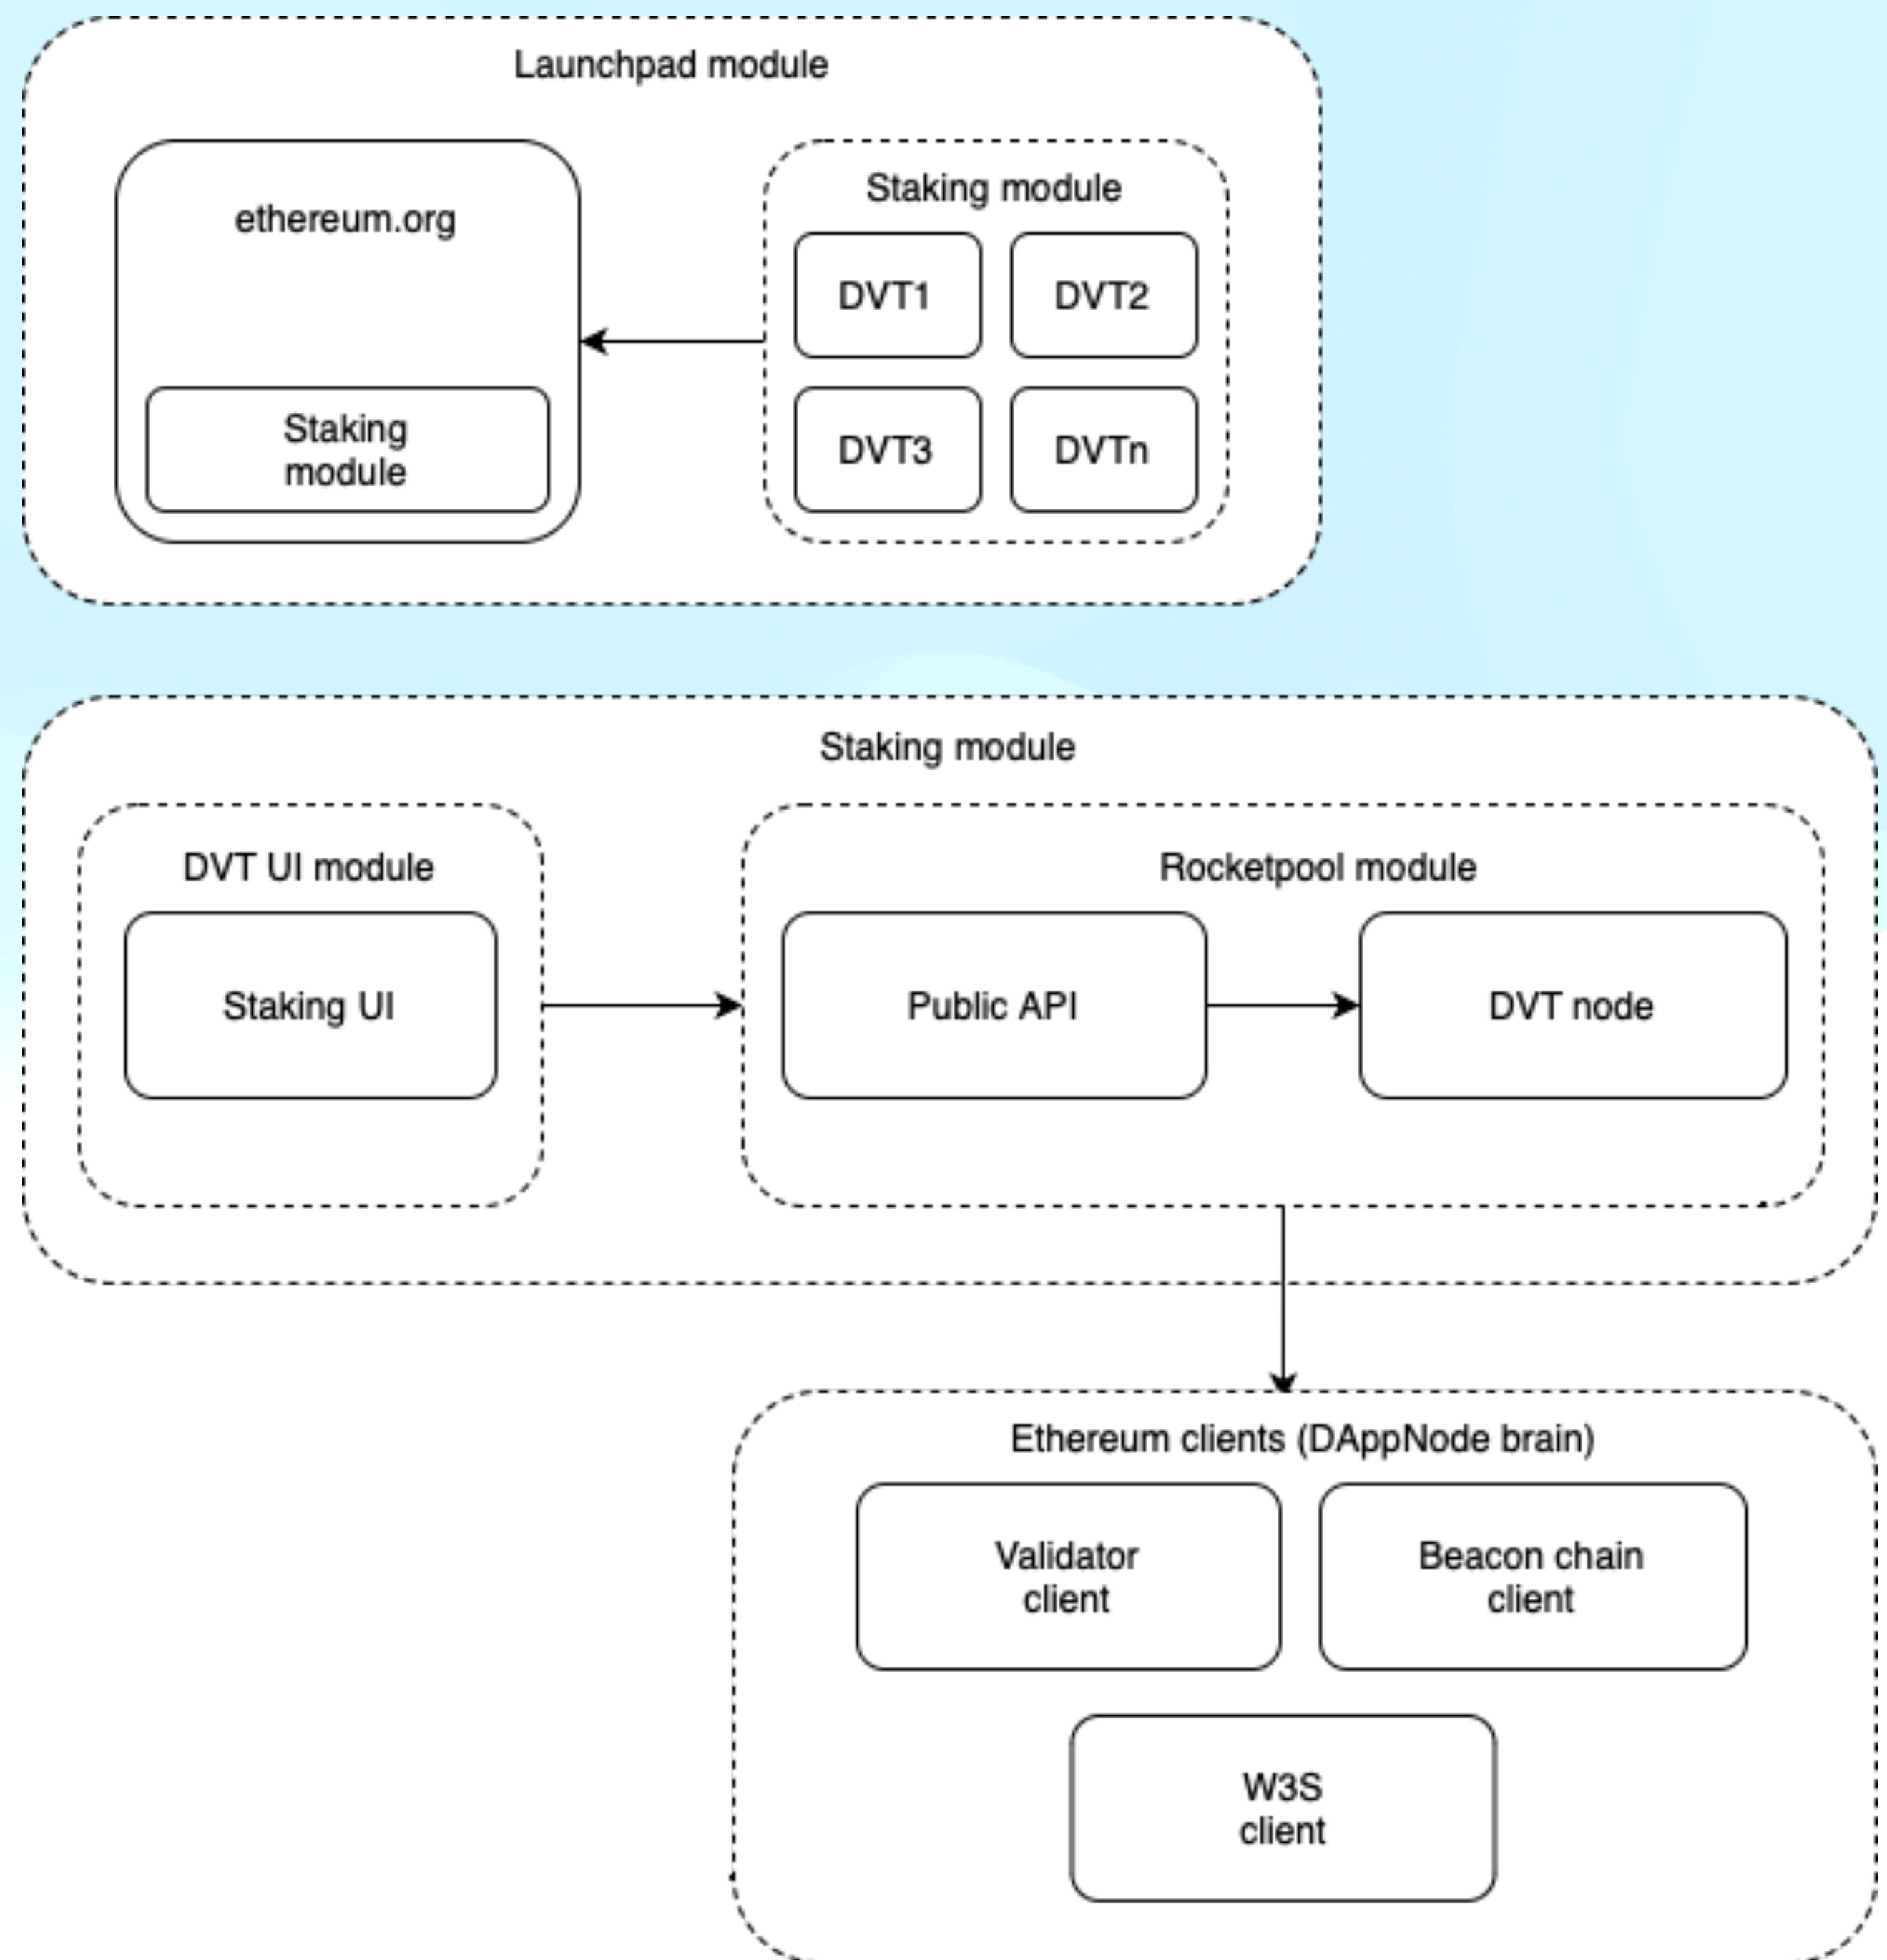 Launchpad module
ethereum.org
Staking
module
Staking module
DVT1
DVT2
DVT3
DVTn
Staking module
DVT UI module
Staking UI
Rocketpool module
Public API
DVT node
Ethereum clients (DAppNode brain)
Validator
client
Beacon chain
client
W3S
client